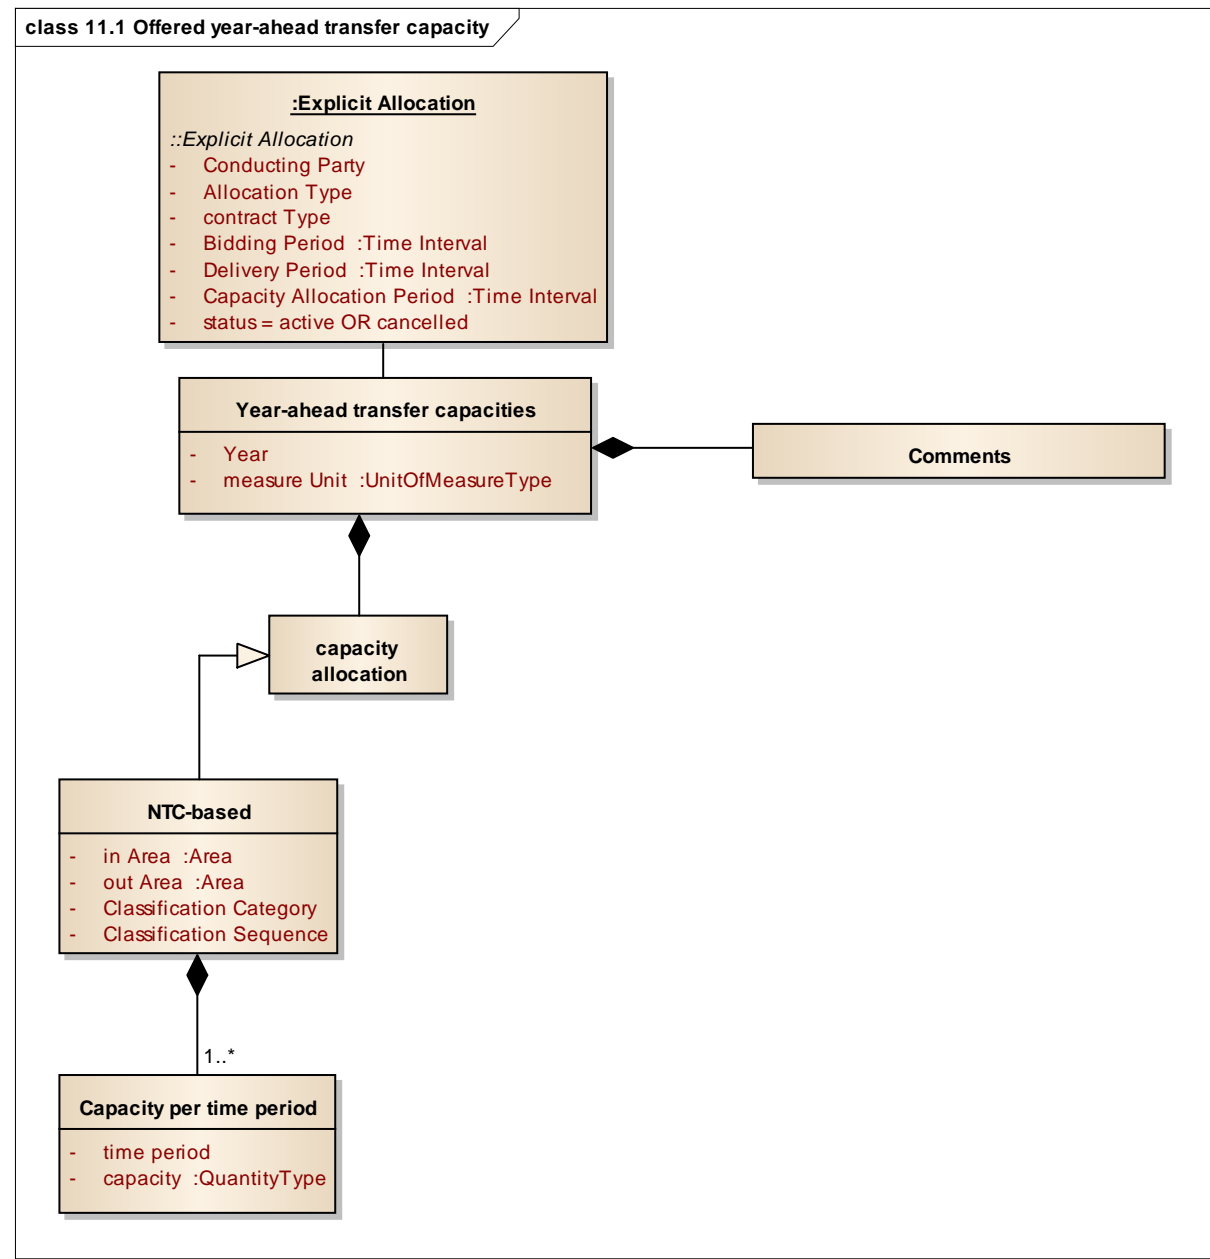 class 11.1 Offered year-ahead transfer capacity
:Explicit Allocation
::Explicit Allocation
- Conducting Party
- Allocation Type
- contract Type
- Bidding Period :Time Interval
- Delivery Period :Time Interval
- Capacity Allocation Period :Time Interval
- status = active OR cancelled
Year-ahead transfer capacities
- Year
- measure Unit :UnitOfMeasureType
Comments
capacity
allocation
NTC-based
- in Area :Area
- out Area :Area
- Classification Category
- Classification Sequence
1..*
Capacity per time period
- time period
- capacity :QuantityType